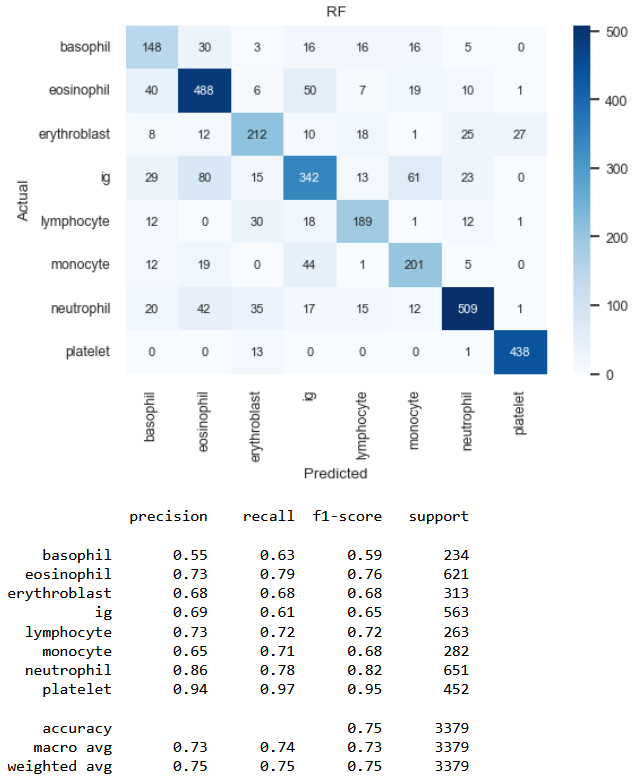 RF
basophil 148 30 3 16 16 16 5 0
eosinophil 40 488 6 50 7 19 10 1
erythroblast 8 12 212 10 18 1 25 27
ig 29 80 15 342 13 61 23 0
lymphocyte 12 0 30 18 189 1 12 1
monocyte 12 19 0 44 1 201 5 0
neutrophil 20 42 35 17 15 12 509 1
platelet 0 0 13 0 0 0 1 438
Actual
basophil eosinophil erythroblast ig lymphocyte monocyte neutrophil platelet
Predicted
500
400
300
200
100
0
precision recall f1-score support
basophil 0.55 0.63 0.59 234
eosinophil 0.73 0.79 0.76 621
erythroblast 0.68 0.68 0.68 313
ig 0.69 0.61 0.65 563
lymphocyte 0.73 0.72 0.72 263
monocyte 0.65 0.71 0.68 282
neutrophil 0.86 0.78 0.82 651
platelet 0.94 0.97 0.95 452
accuracy 0.75 3379
macro avg 0.73 0.74 0.73 3379
weighted avg 0.75 0.75 0.75 3379